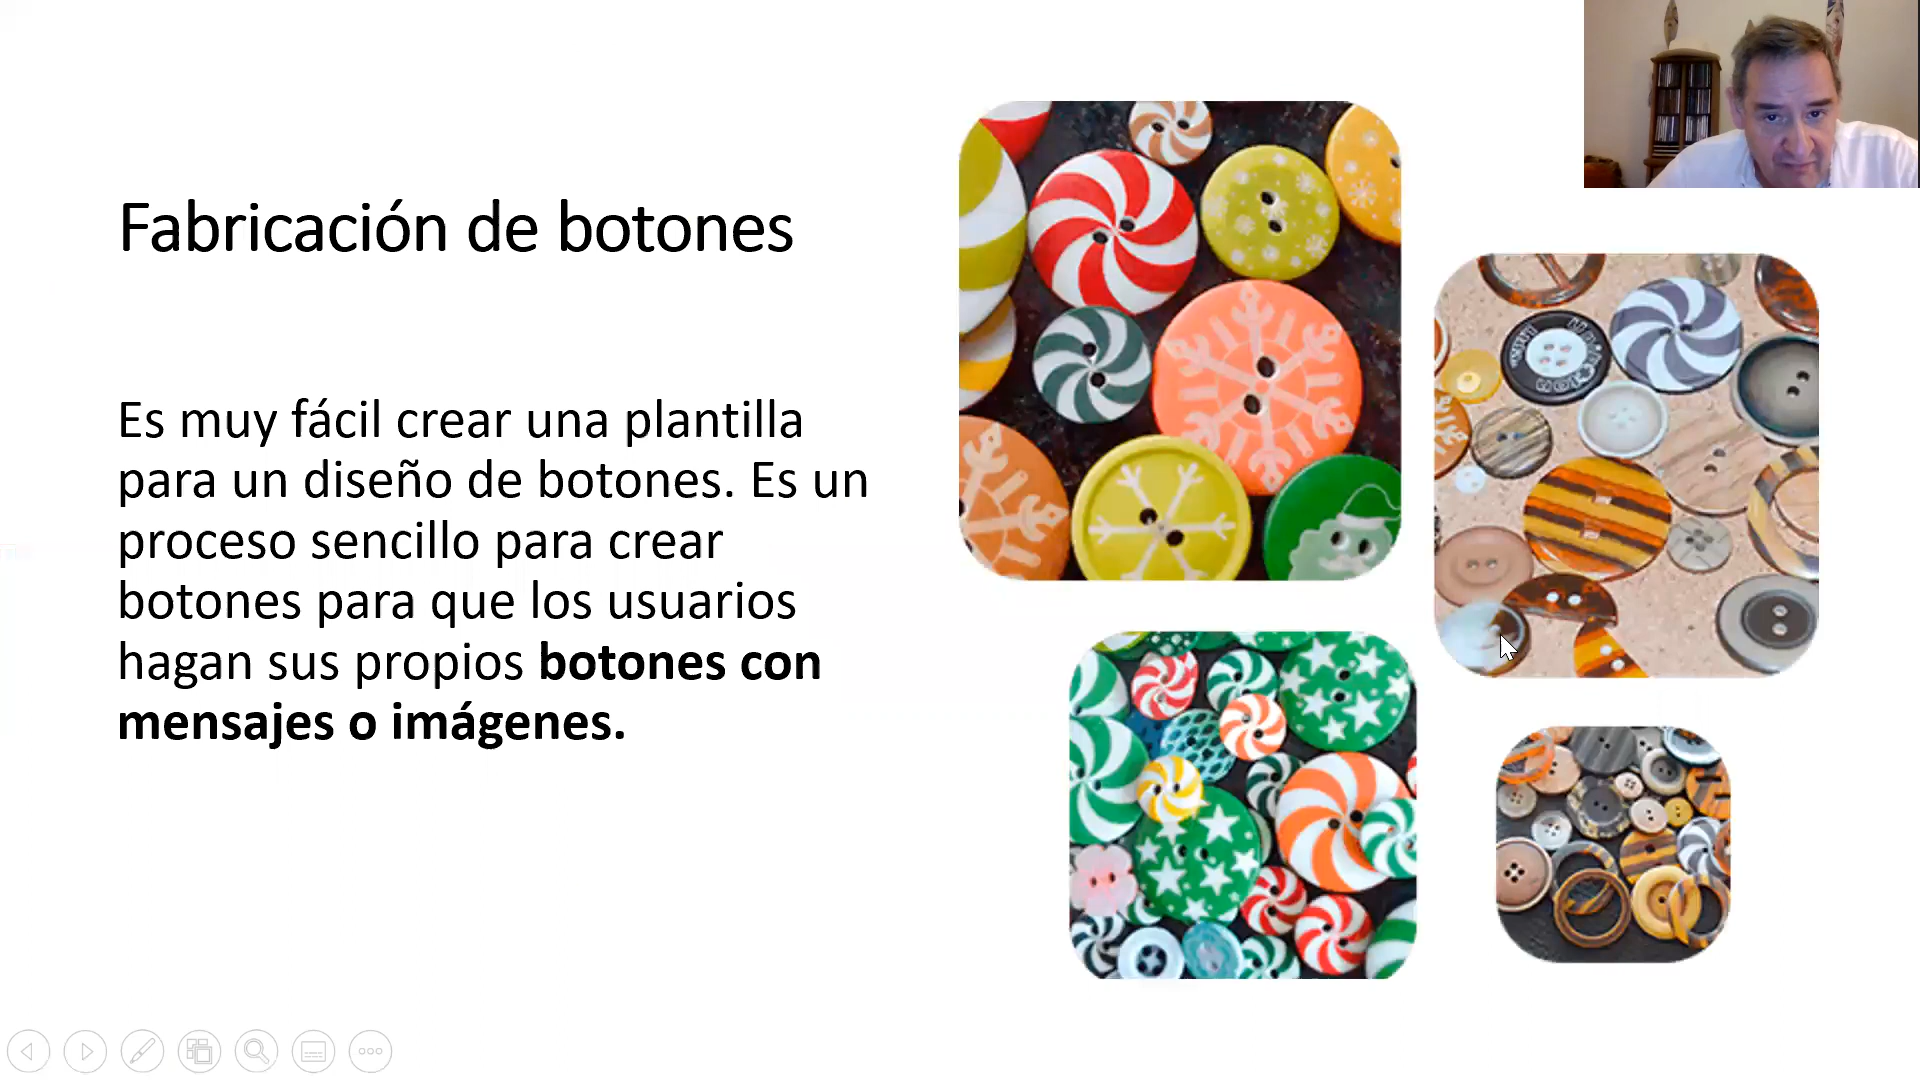 Fabricación de botones
Es muy fácil crear una plantilla
para un diseño de botones. Es un
proceso sencillo para crear
botones para que los usuarios
hagan sus propios botones con
mensajes o imágenes.